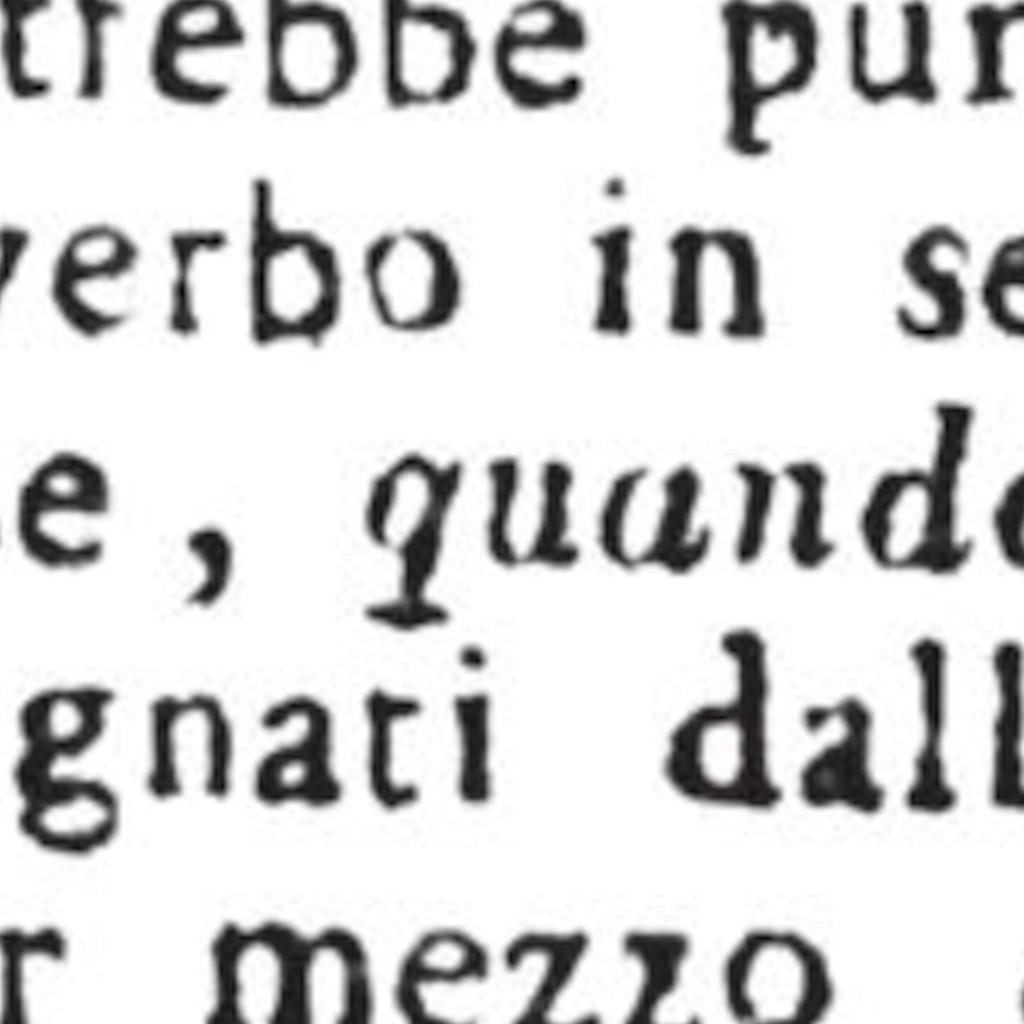 trebbe pur
verbo in se
e, quando
gnati dall
r mezzo